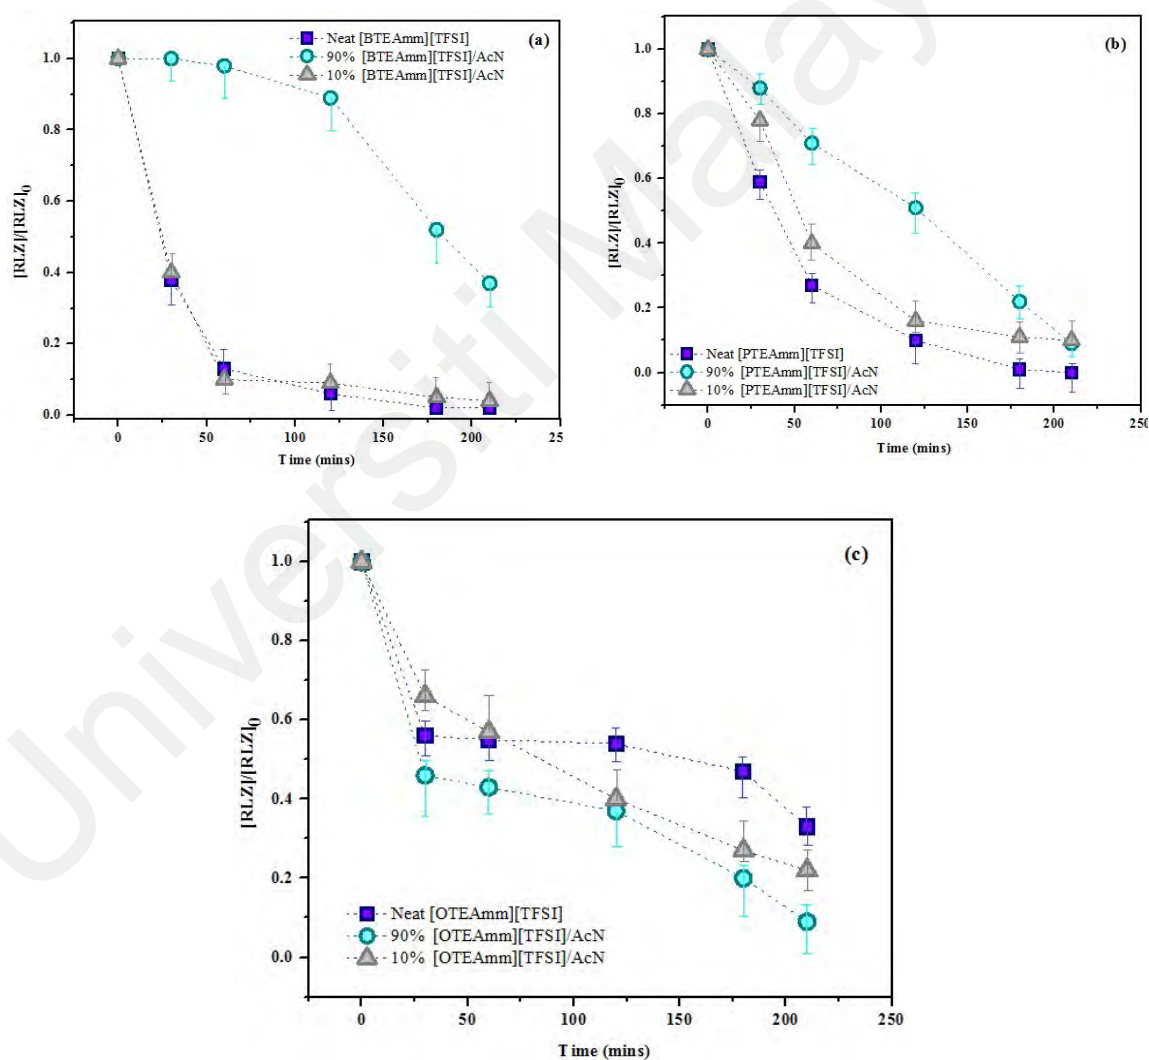 Neat [BTEAmm][TFSI]
90% [BTEAmm][TFSI]/AcN
10% [BTEAmm][TFSI]/AcN
(a)
1.0
0.8
0.6
0.4
0.2
0.0
[RLZ]/[RLZ]0
0 50 100 150 200 25
Time (mins)
(b)
1.0
0.8
0.6
0.4
0.2
0.0
[RLZ]/[RLZ]0
Neat [PTEAmm][TFSI]
90% [PTEAmm][TFSI]/AcN
10% [PTEAmm][TFSI]/AcN
0 50 100 150 200 250
Time (mins)
(c)
1.0
0.8
0.6
0.4
0.2
0.0
[RLZ]/[RLZ]0
Neat [OTEAmm][TFSI]
90% [OTEAmm][TFSI]/AcN
10% [OTEAmm][TFSI]/AcN
0 50 100 150 200 250
Time (mins)
Universiti Malay